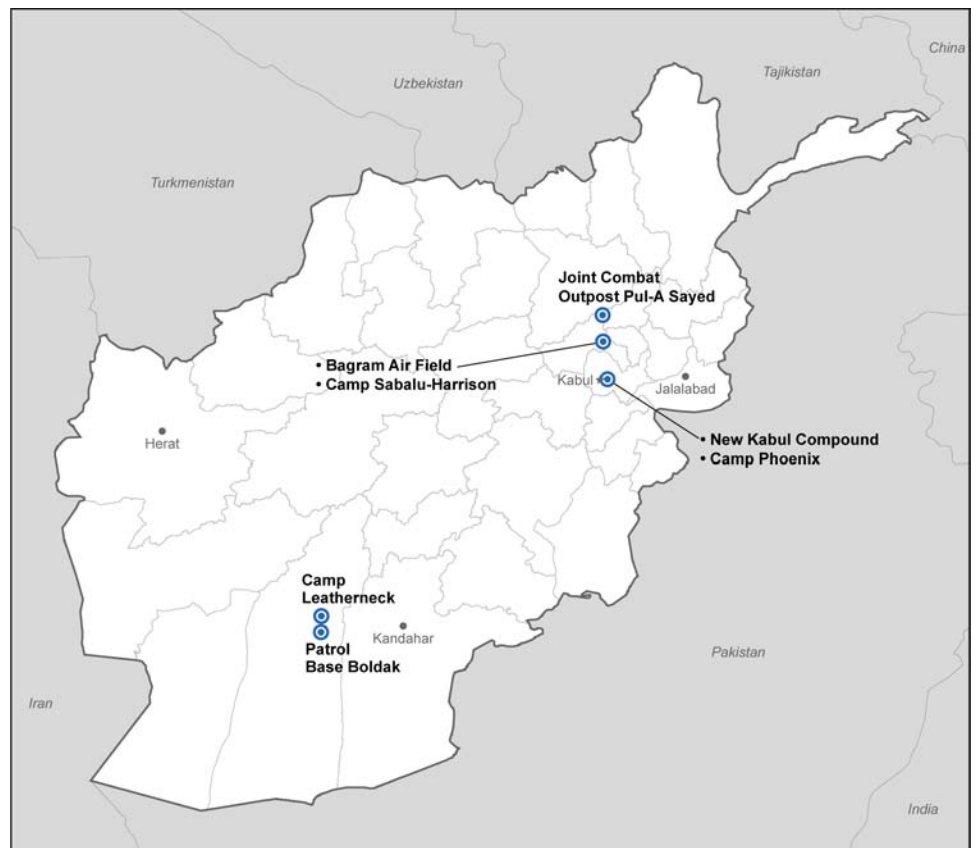 China
Tajikistan
Uzbekistan
Turkmenistan
Joint Combat
Outpost Pul-A Sayed
• Bagram Air Field
• Camp Sabalu-Harrison
Kabul
Jalalabad
Herat
• New Kabul Compound
• Camp Phoenix
Camp
Leatherneck
Kandahar
Patrol
Base Boldak
Pakistan
Iran
India